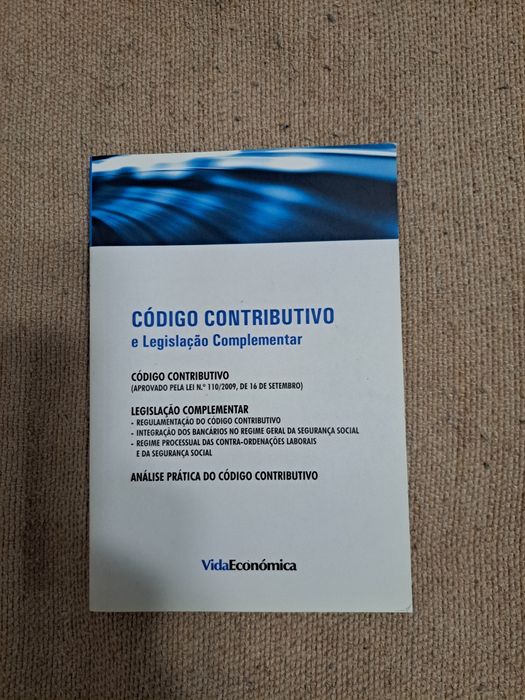 CÓDIGO CONTRIBUTIVO
e Legislação Complementar
CÓDIGO CONTRIBUTIVO
(APROVADO PELA LEI N.º 110/2009, DE 16 DE SETEMBRO)
LEGISLAÇÃO COMPLEMENTAR
- REGULAMENTAÇÃO DO CÓDIGO CONTRIBUTIVO
- INTEGRAÇÃO DOS BANCÁRIOS NO REGIME GERAL DA SEGURANÇA SOCIAL
- REGIME PROCESSUAL DAS CONTRA-ORDENAÇÕES LABORAIS
E DA SEGURANÇA SOCIAL
ANÁLISE PRÁTICA DO CÓDIGO CONTRIBUTIVO
VidaEconómica